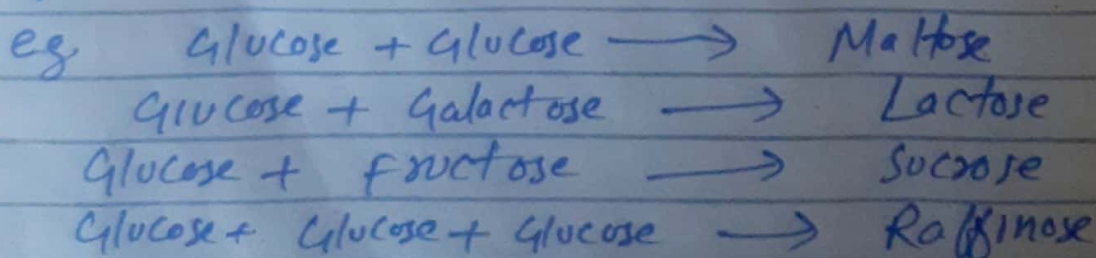 eg Glucose + Glucose → Maltose
Glucose + Galactose → Lactose
Glucose + fructose → Sucrose
Glucose + Glucose + Glucose → Raffinose